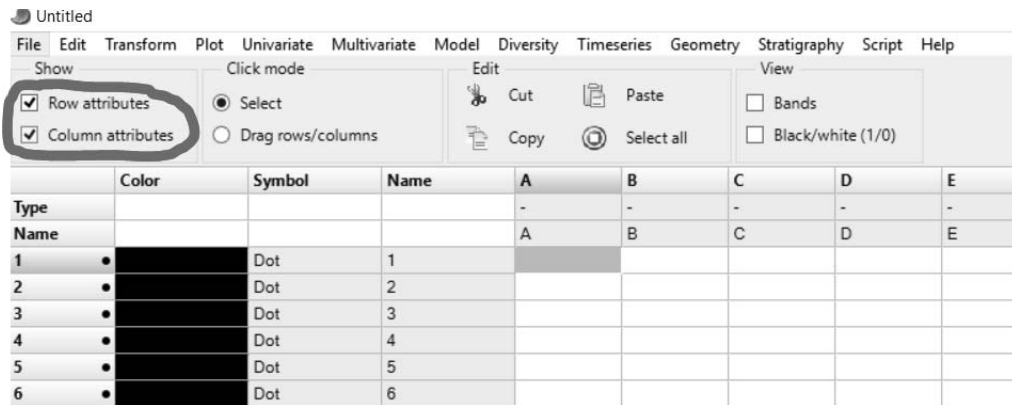 Untitled
File Edit Transform Plot Univariate Multivariate Model Diversity Timeseries Geometry Stratigraphy Script Help
Show Click mode Edit View
Row attributes Select Cut Paste Bands
Column attributes Drag rows/columns Copy Select all Black/white (1/0)
Color Symbol Name A B C D E
Type - - - - -
Name A B C D E
1 Dot 1
2 Dot 2
3 Dot 3
4 Dot 4
5 Dot 5
6 Dot 6